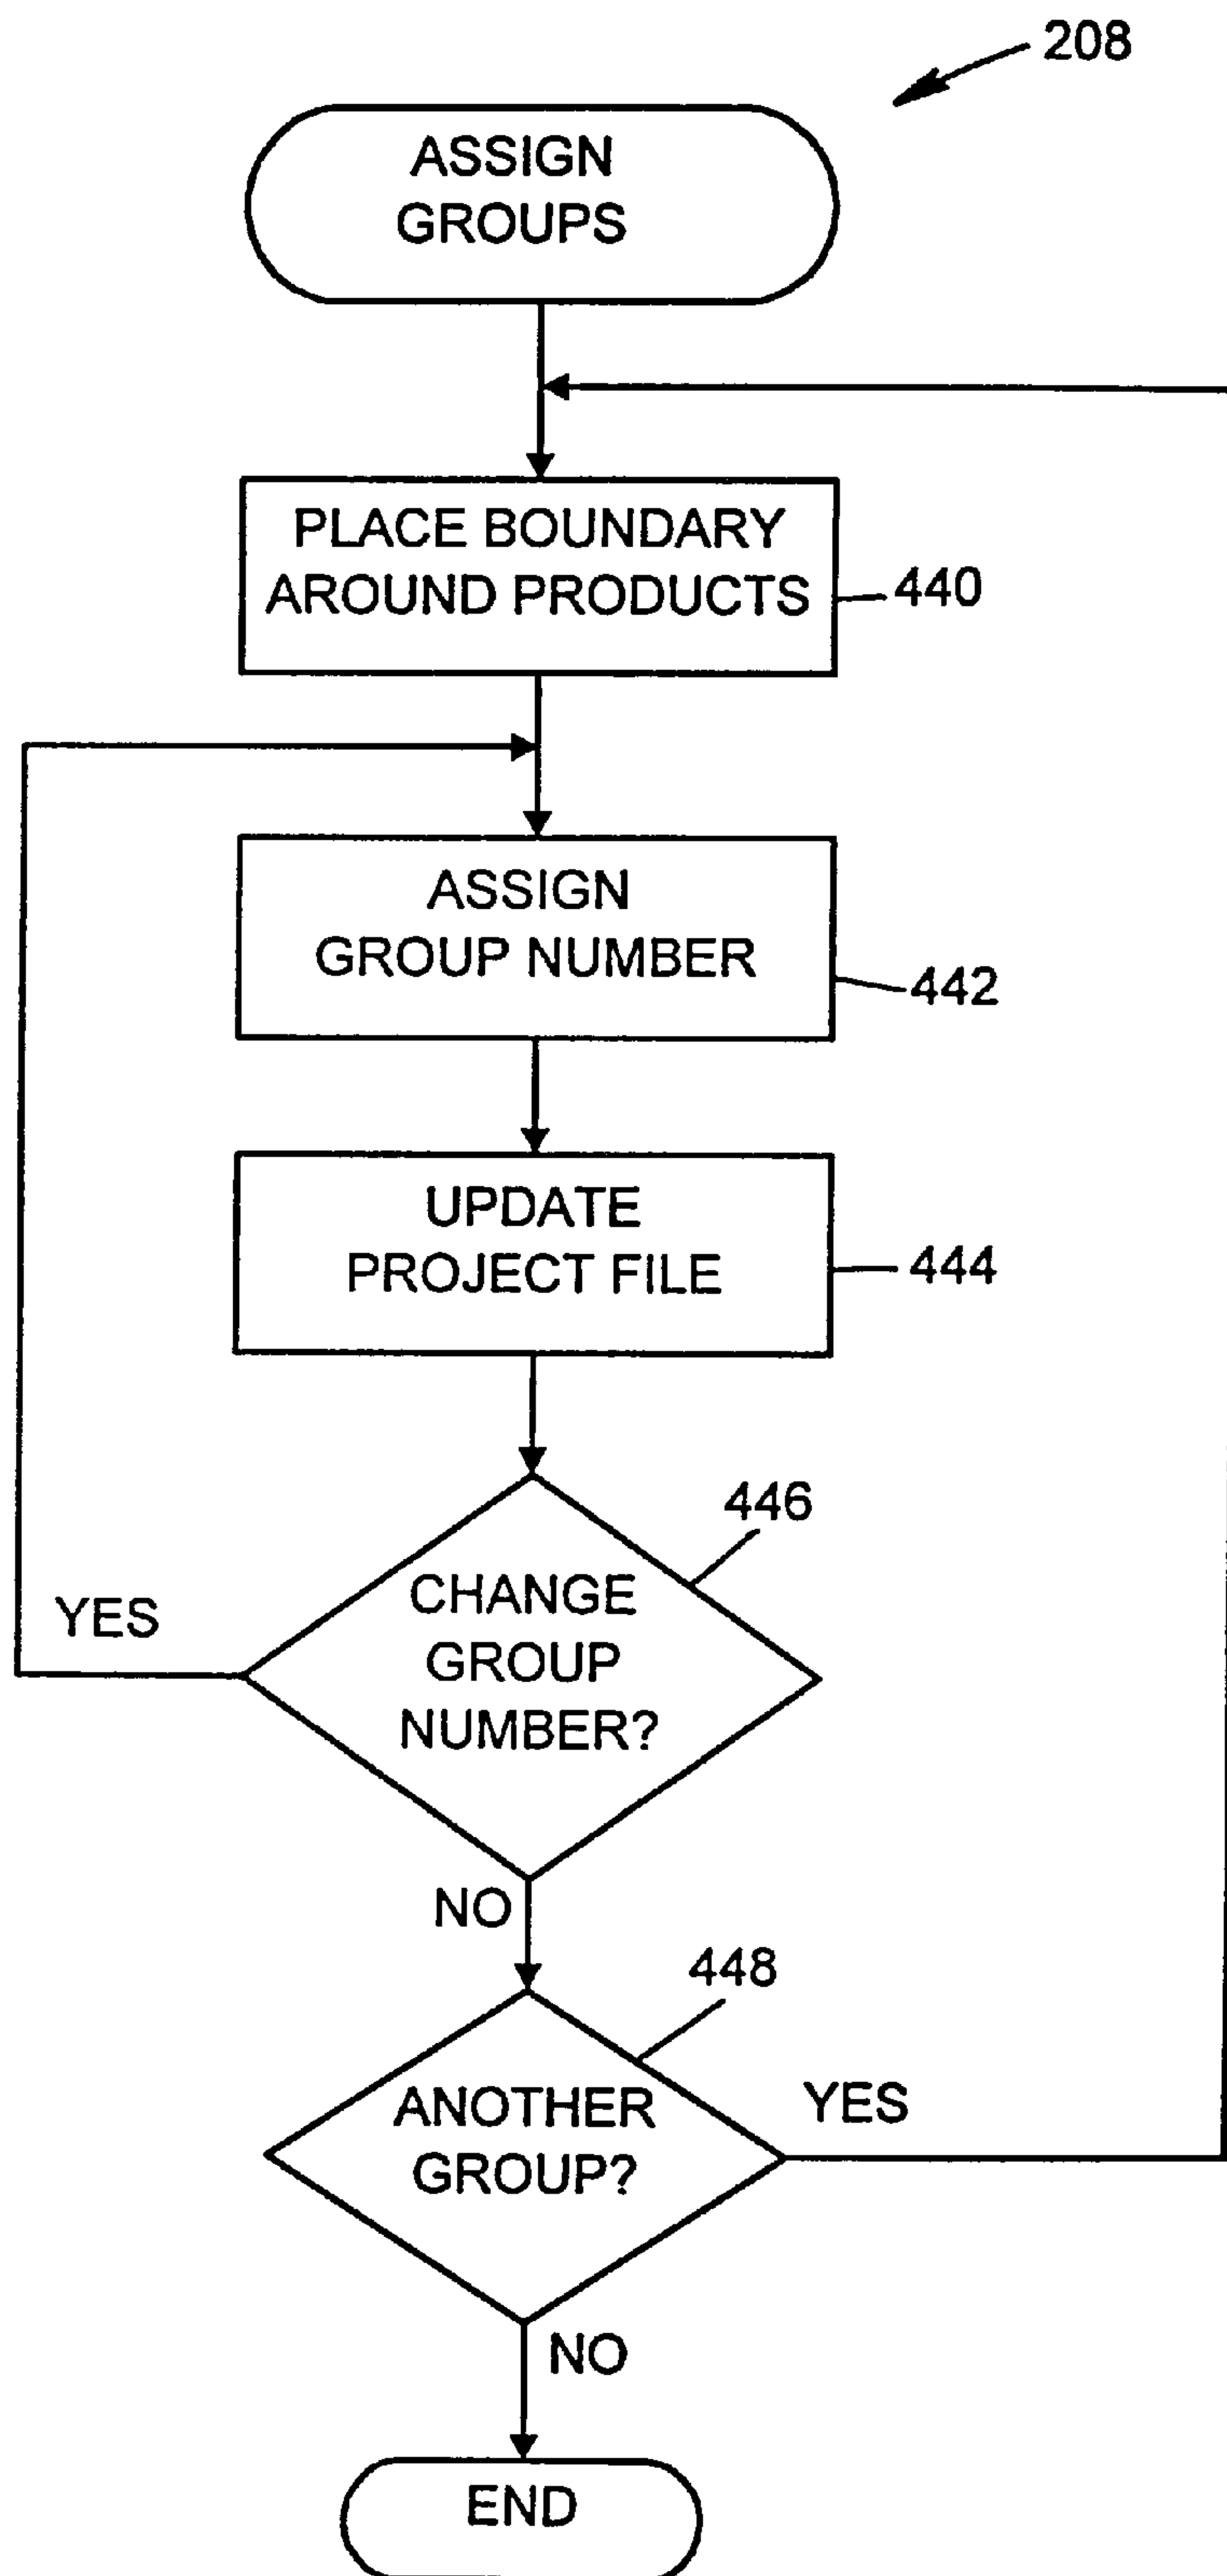 208
ASSIGN
GROUPS
PLACE BOUNDARY
AROUND PRODUCTS
440
ASSIGN
GROUP NUMBER
442
UPDATE
PROJECT FILE
444
446
CHANGE
GROUP
NUMBER?
YES
NO
448
ANOTHER
GROUP?
YES
NO
END